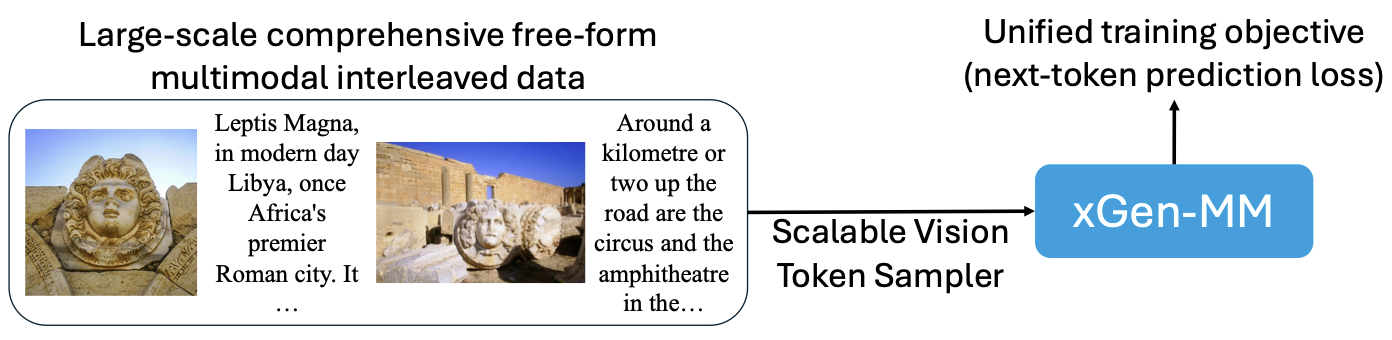 Large-scale comprehensive free-form
multimodal interleaved data
Leptis Magna,
in modern day
Libya, once
Africa's
premier
Roman city. It
…
Around a
kilometre or
two up the
road are the
circus and the
amphitheatre
in the…
Scalable Vision
Token Sampler
Unified training objective
(next-token prediction loss)
xGen-MM